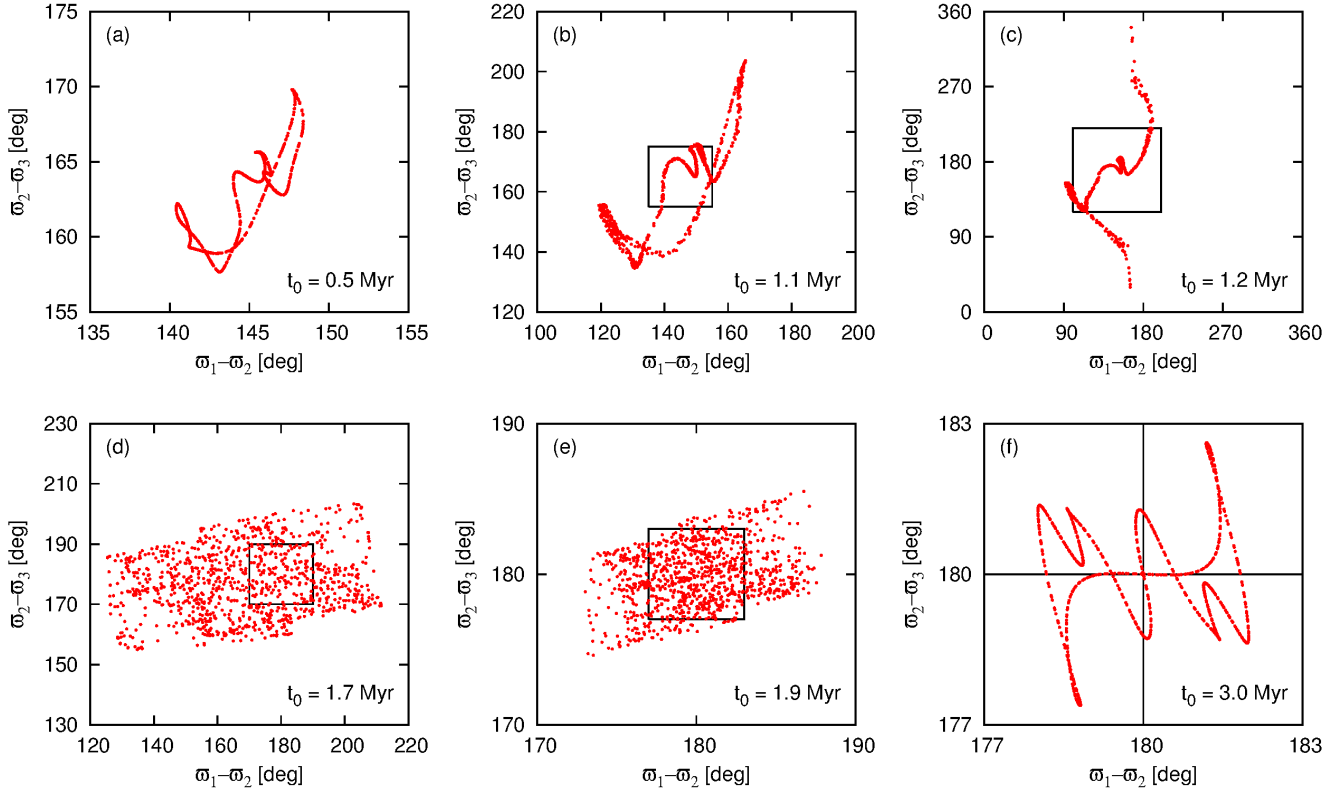 (a)
175
170
165
160
155
135 140 145 150 155
ϖ₂–ϖ₃ [deg]
ϖ₁–ϖ₂ [deg]
t₀ = 0.5 Myr
(b)
200
180
160
140
120
100 120 140 160 180 200
ϖ₂–ϖ₃ [deg]
ϖ₁–ϖ₂ [deg]
t₀ = 1.1 Myr
(c)
360
270
180
90
0
0 90 180 270 360
ϖ₂–ϖ₃ [deg]
ϖ₁–ϖ₂ [deg]
t₀ = 1.2 Myr
(d)
230
210
190
170
150
130
120 140 160 180 200 220
ϖ₂–ϖ₃ [deg]
ϖ₁–ϖ₂ [deg]
t₀ = 1.7 Myr
(e)
190
180
170
170 180 190
ϖ₂–ϖ₃ [deg]
ϖ₁–ϖ₂ [deg]
t₀ = 1.9 Myr
(f)
183
180
177
177 180 183
ϖ₂–ϖ₃ [deg]
ϖ₁–ϖ₂ [deg]
t₀ = 3.0 Myr